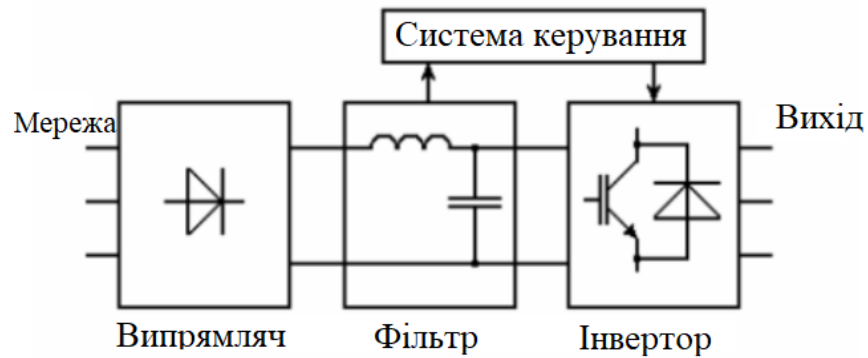 Система керування
Мережа
Вихід
Випрямляч
Фільтр
Інвертор